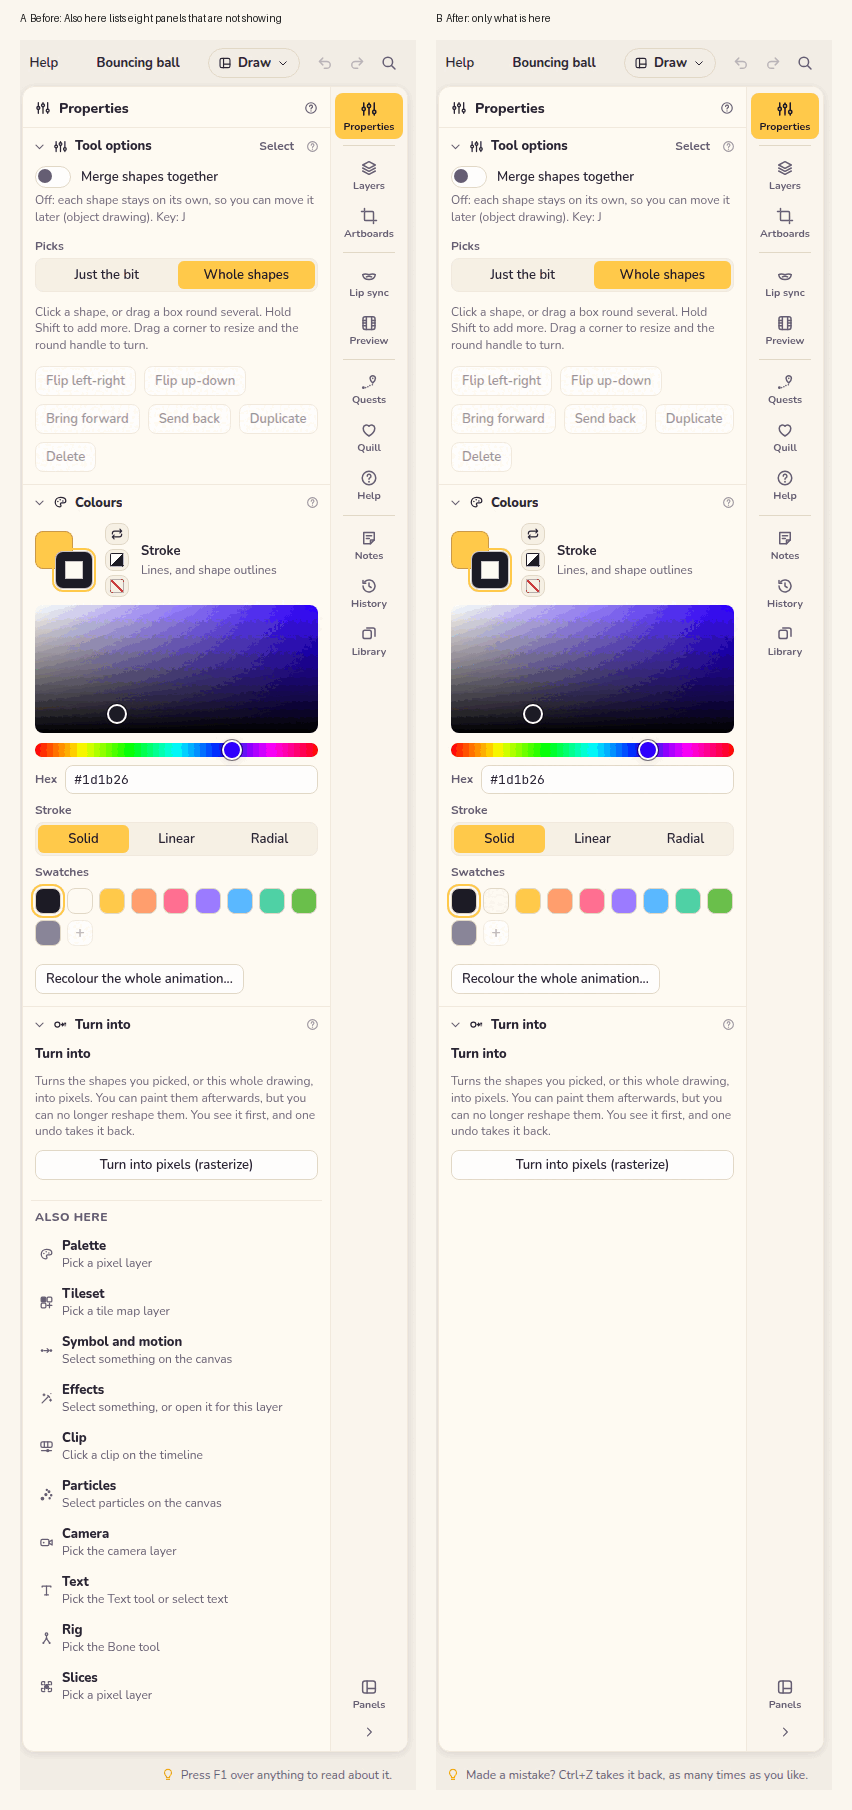 A Before: Also here lists eight panels that are not showing
Help
Bouncing ball
Draw
Properties
Tool options
Select
Merge shapes together
Off: each shape stays on its own, so you can move it
later (object drawing). Key: J
Picks
Just the bit
Whole shapes
Click a shape, or drag a box round several. Hold
Shift to add more. Drag a corner to resize and the
round handle to turn.
Flip left-right
Flip up-down
Bring forward
Send back
Duplicate
Delete
Colours
Stroke
Lines, and shape outlines
Hex
#1d1b26
Stroke
Solid
Linear
Radial
Swatches
Recolour the whole animation...
Turn into
Turn into
Turns the shapes you picked, or this whole drawing,
into pixels. You can paint them afterwards, but you
can no longer reshape them. You see it first, and one
undo takes it back.
Turn into pixels (rasterize)
ALSO HERE
Palette
Pick a pixel layer
Tileset
Pick a tile map layer
Symbol and motion
Select something on the canvas
Effects
Select something, or open it for this layer
Clip
Click a clip on the timeline
Particles
Select particles on the canvas
Camera
Pick the camera layer
Text
Pick the Text tool or select text
Rig
Pick the Bone tool
Slices
Pick a pixel layer
Properties
Layers
Artboards
Lip sync
Preview
Quests
Quill
Help
Notes
History
Library
Panels
Press F1 over anything to read about it.
B After: only what is here
Help
Bouncing ball
Draw
Properties
Tool options
Select
Merge shapes together
Off: each shape stays on its own, so you can move it
later (object drawing). Key: J
Picks
Just the bit
Whole shapes
Click a shape, or drag a box round several. Hold
Shift to add more. Drag a corner to resize and the
round handle to turn.
Flip left-right
Flip up-down
Bring forward
Send back
Duplicate
Delete
Colours
Stroke
Lines, and shape outlines
Hex
#1d1b26
Stroke
Solid
Linear
Radial
Swatches
Recolour the whole animation...
Turn into
Turn into
Turns the shapes you picked, or this whole drawing,
into pixels. You can paint them afterwards, but you
can no longer reshape them. You see it first, and one
undo takes it back.
Turn into pixels (rasterize)
Properties
Layers
Artboards
Lip sync
Preview
Quests
Quill
Help
Notes
History
Library
Panels
Made a mistake? Ctrl+Z takes it back, as many times as you like.